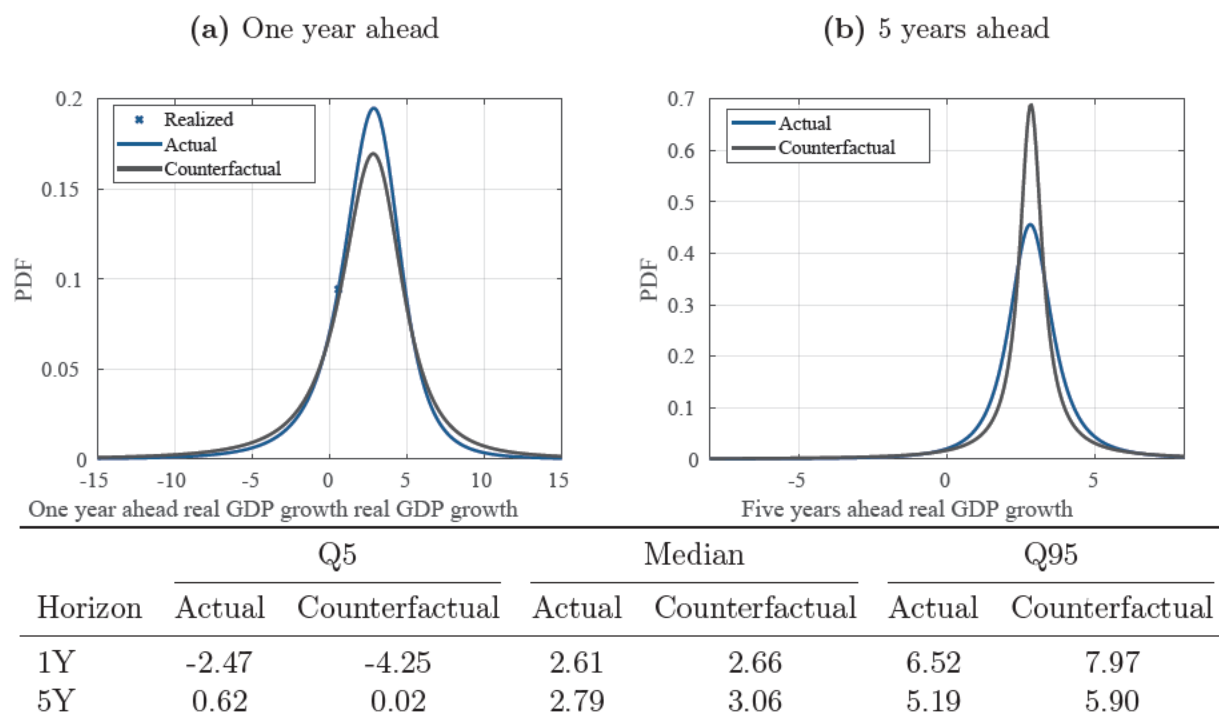 (a) One year ahead
(b) 5 years ahead
0.2
0.15
0.1
0.05
0
PDF
Realized
Actual
Counterfactual
-15 -10 -5 0 5 10 15
One year ahead real GDP growth real GDP growth
0.7
0.6
0.5
0.4
0.3
0.2
0.1
0
PDF
Actual
Counterfactual
-5 0 5
Five years ahead real GDP growth
Q5 Median Q95
Horizon Actual Counterfactual Actual Counterfactual Actual Counterfactual
1Y -2.47 -4.25 2.61 2.66 6.52 7.97
5Y 0.62 0.02 2.79 3.06 5.19 5.90